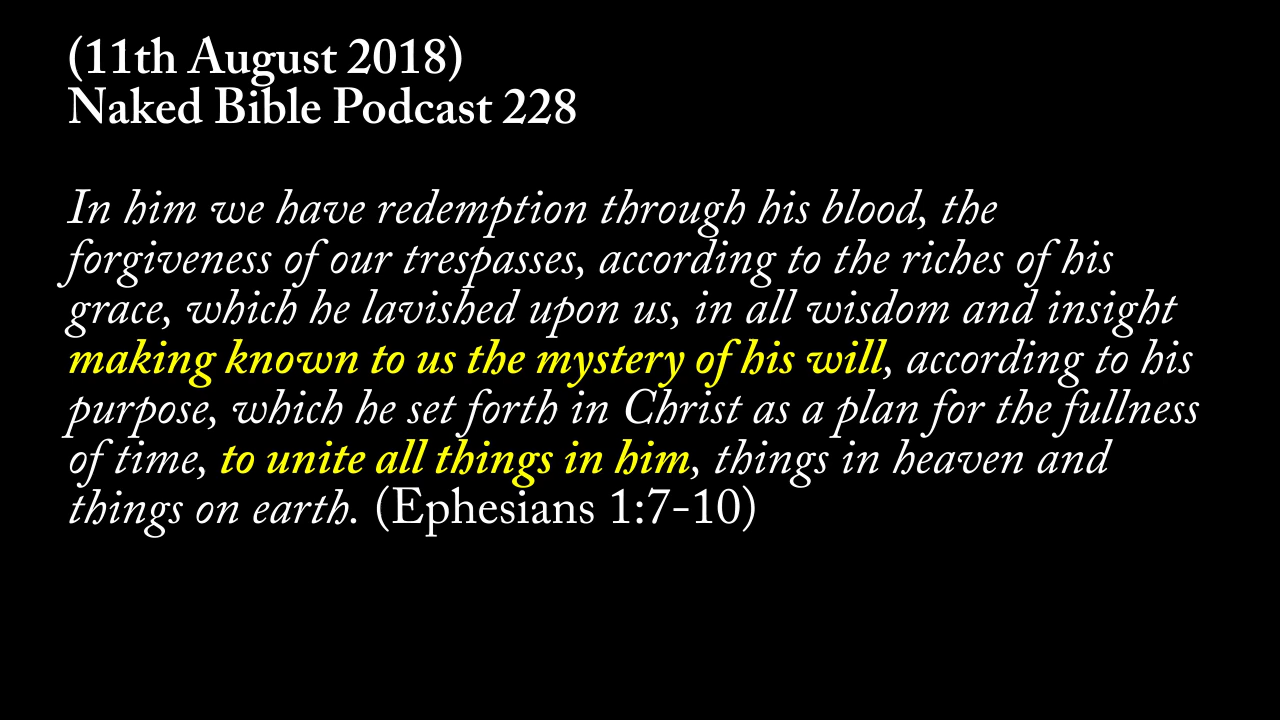 (11th August 2018)
Naked Bible Podcast 228
In him we have redemption through his blood, the
forgiveness of our trespasses, according to the riches of his
grace, which he lavished upon us, in all wisdom and insight
making known to us the mystery of his will, according to his
purpose, which he set forth in Christ as a plan for the fullness
of time, to unite all things in him, things in heaven and
things on earth. (Ephesians 1:7-10)